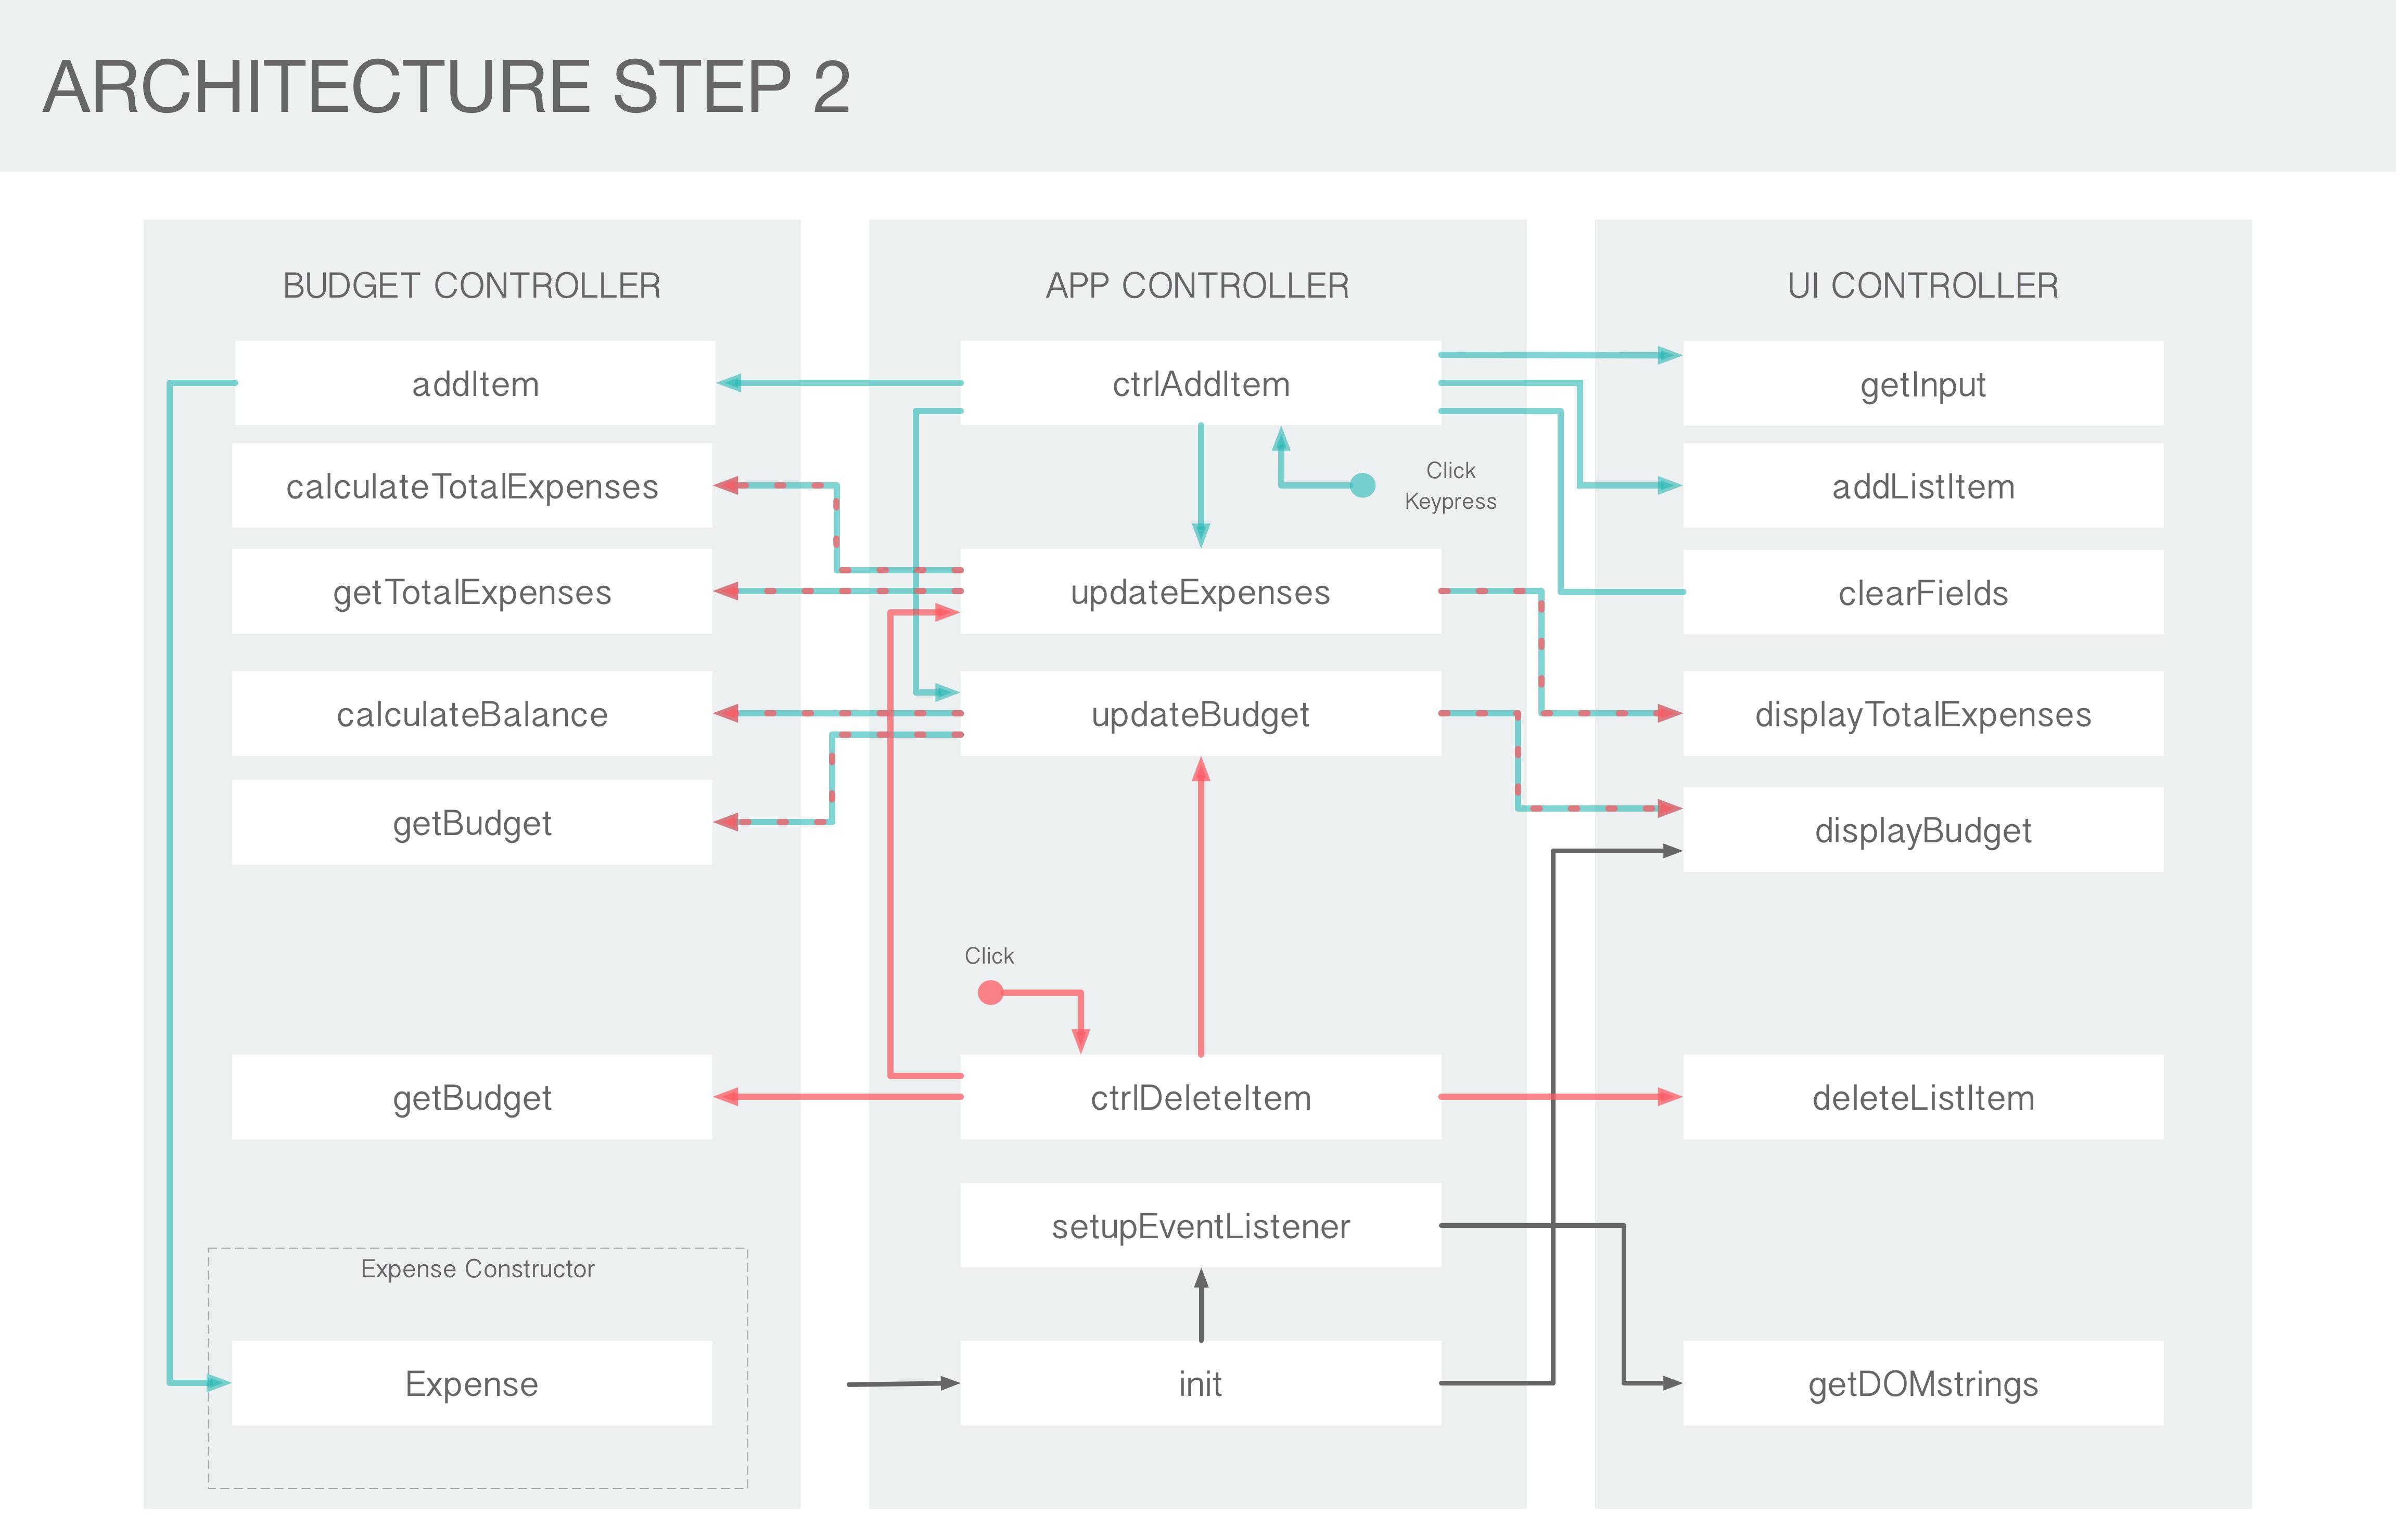 ARCHITECTURE STEP 2
BUDGET CONTROLLER
addItem
calculateTotalExpenses
getTotalExpenses
calculateBalance
getBudget
getBudget
Expense Constructor
Expense
APP CONTROLLER
ctrlAddItem
Click
Keypress
updateExpenses
updateBudget
Click
ctrlDeleteItem
setupEventListener
init
UI CONTROLLER
getInput
addListItem
clearFields
displayTotalExpenses
displayBudget
deleteListItem
getDOMstrings